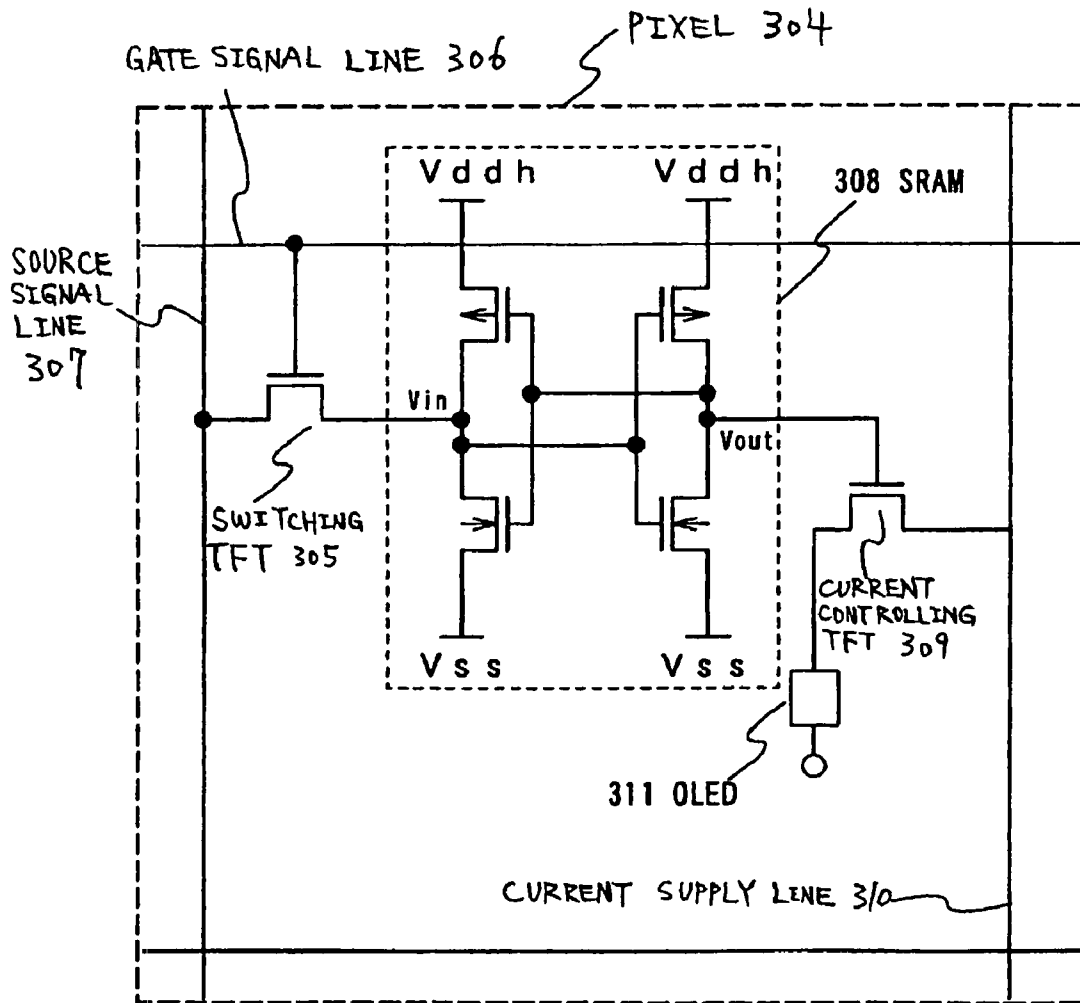 PIXEL 304
GATE SIGNAL LINE 306
Vddh
Vddh
308 SRAM
SOURCE
SIGNAL
LINE
307
Vin
Vout
SWITCHING
TFT 305
CURRENT
CONTROLLING
TFT 309
Vss
Vss
311 OLED
CURRENT SUPPLY LINE 310